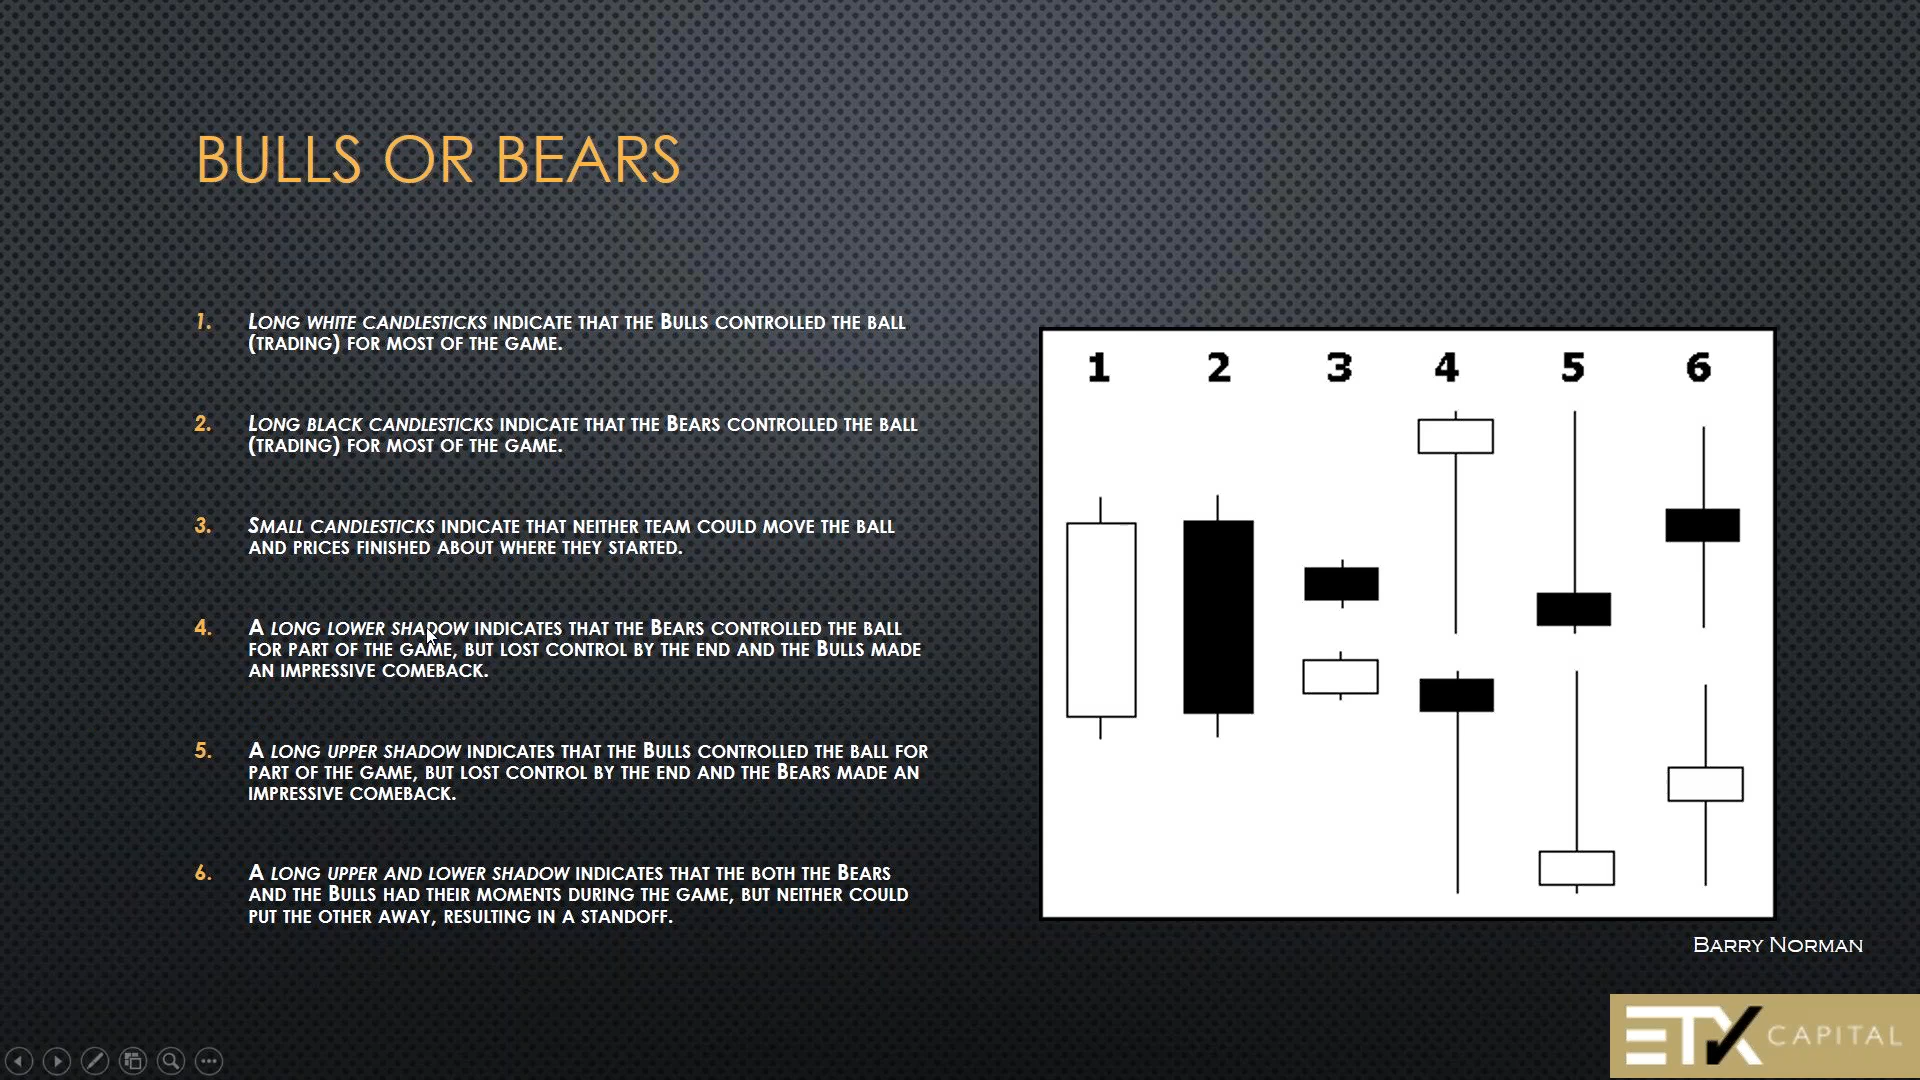 BULLS OR BEARS
1. LONG WHITE CANDLESTICKS INDICATE THAT THE BULLS CONTROLLED THE BALL
(TRADING) FOR MOST OF THE GAME.
2. LONG BLACK CANDLESTICKS INDICATE THAT THE BEARS CONTROLLED THE BALL
(TRADING) FOR MOST OF THE GAME.
3. SMALL CANDLESTICKS INDICATE THAT NEITHER TEAM COULD MOVE THE BALL
AND PRICES FINISHED ABOUT WHERE THEY STARTED.
4. A LONG LOWER SHADOW INDICATES THAT THE BEARS CONTROLLED THE BALL
FOR PART OF THE GAME, BUT LOST CONTROL BY THE END AND THE BULLS MADE
AN IMPRESSIVE COMEBACK.
5. A LONG UPPER SHADOW INDICATES THAT THE BULLS CONTROLLED THE BALL FOR
PART OF THE GAME, BUT LOST CONTROL BY THE END AND THE BEARS MADE AN
IMPRESSIVE COMEBACK.
6. A LONG UPPER AND LOWER SHADOW INDICATES THAT THE BOTH THE BEARS
AND THE BULLS HAD THEIR MOMENTS DURING THE GAME, BUT NEITHER COULD
PUT THE OTHER AWAY, RESULTING IN A STANDOFF.
1 2 3 4 5 6
BARRY NORMAN
ETX CAPITAL